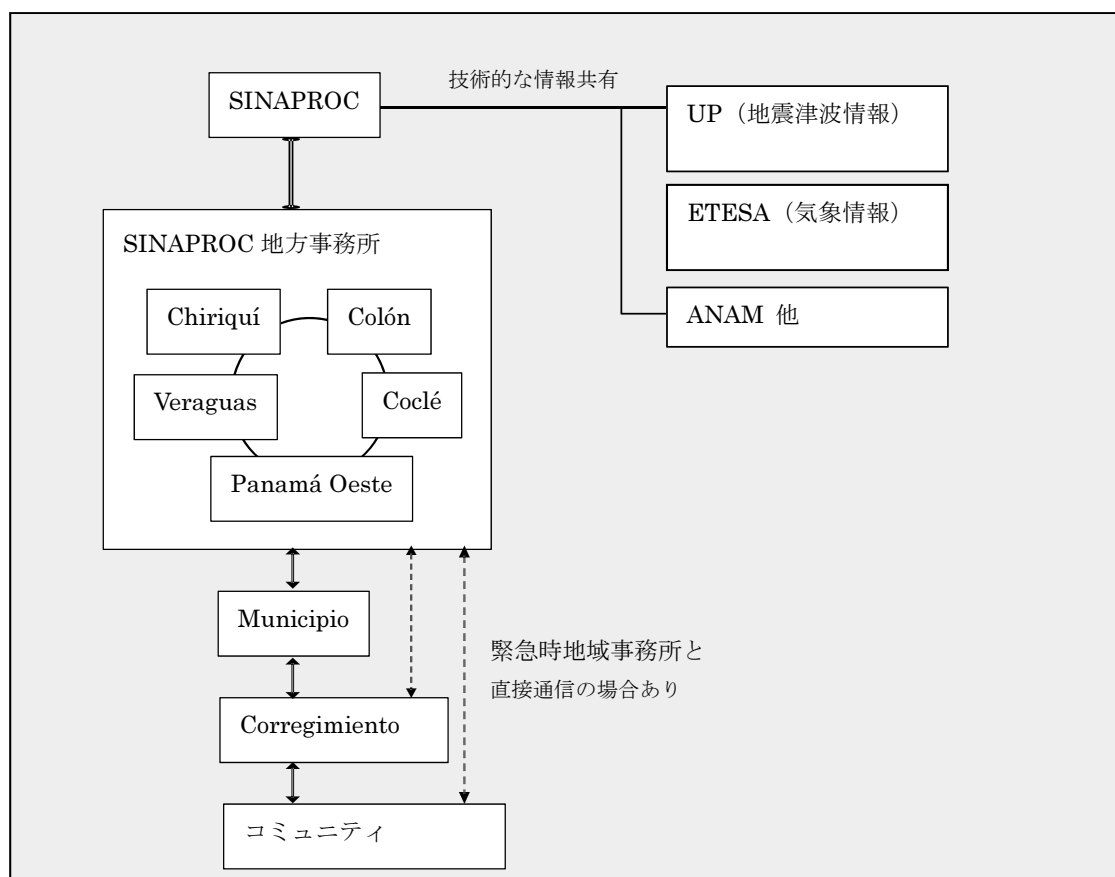 技術的な情報共有
SINAPROC
UP（地震津波情報）
ETESA（気象情報）
ANAM 他
SINAPROC 地方事務所
Chiriquí
Colón
Veraguas
Coclé
Panamá Oeste
Municipio
緊急時地域事務所と
直接通信の場合あり
Corregimiento
コミュニティ